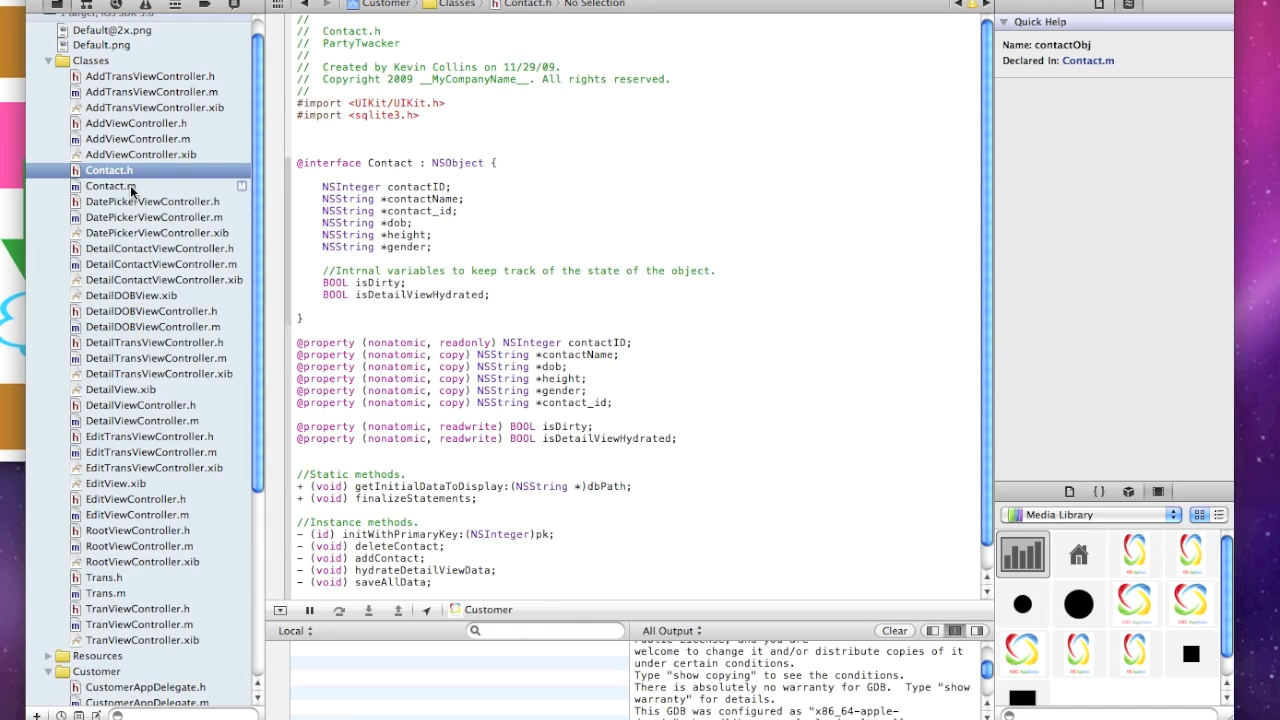 Customer
Classes
Contact.h
No Selection
Default@2x.png
Default.png
Classes
AddTransViewController.h
AddTransViewController.m
AddTransViewController.xib
AddViewController.h
AddViewController.m
AddViewController.xib
Contact.h
Contact.m
M
DatePickerViewController.h
DatePickerViewController.m
DatePickerViewController.xib
DetailContactViewController.h
DetailContactViewController.m
DetailContactViewController.xib
DetailDOBView.xib
DetailDOBViewController.h
DetailDOBViewController.m
DetailTransViewController.h
DetailTransViewController.m
DetailTransViewController.xib
DetailView.xib
DetailViewController.h
DetailViewController.m
EditTransViewController.h
EditTransViewController.m
EditTransViewController.xib
EditView.xib
EditViewController.h
EditViewController.m
RootViewController.h
RootViewController.m
RootViewController.xib
Trans.h
Trans.m
TranViewController.h
TranViewController.m
TranViewController.xib
Resources
Customer
CustomerAppDelegate.h
CustomerAppDelegate.m
//
//  Contact.h
//  PartyTwacker
//
//  Created by Kevin Collins on 11/29/09.
//  Copyright 2009 __MyCompanyName__. All rights reserved.
//
#import <UIKit/UIKit.h>
#import <sqlite3.h>
@interface Contact : NSObject {
NSInteger contactID;
NSString *contactName;
NSString *contact_id;
NSString *dob;
NSString *height;
NSString *gender;
//Intrnal variables to keep track of the state of the object.
BOOL isDirty;
BOOL isDetailViewHydrated;
}
@property (nonatomic, readonly) NSInteger contactID;
@property (nonatomic, copy) NSString *contactName;
@property (nonatomic, copy) NSString *dob;
@property (nonatomic, copy) NSString *height;
@property (nonatomic, copy) NSString *gender;
@property (nonatomic, copy) NSString *contact_id;
@property (nonatomic, readwrite) BOOL isDirty;
@property (nonatomic, readwrite) BOOL isDetailViewHydrated;
//Static methods.
+ (void) getInitialDataToDisplay:(NSString *)dbPath;
+ (void) finalizeStatements;
//Instance methods.
- (id) initWithPrimaryKey:(NSInteger)pk;
- (void) deleteContact;
- (void) addContact;
- (void) hydrateDetailViewData;
- (void) saveAllData;
Customer
Local
All Output
Clear
welcome to change it and/or distribute copies of it
under certain conditions.
Type "show copying" to see the conditions.
There is absolutely no warranty for GDB.  Type "show
warranty" for details.
This GDB was configured as "x86_64-apple-
Quick Help
Name: contactObj
Declared In: Contact.m
{ }
Media Library